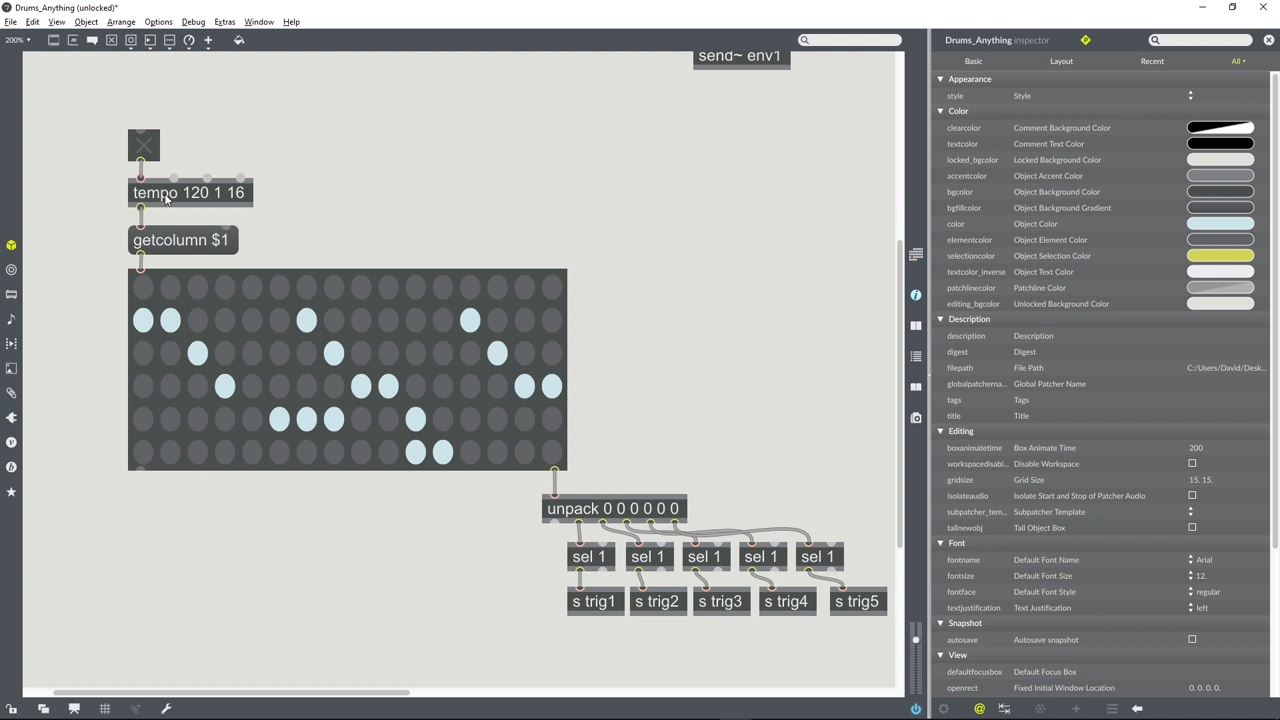 Drums_Anything (unlocked)*
File Edit View Object Arrange Options Debug Extras Window Help
200%
Drums_Anything inspector
Basic Layout Recent All
send~ env1
Appearance
style Style
Color
clearcolor Comment Background Color
textcolor Comment Text Color
locked_bgcolor Locked Background Color
accentcolor Object Accent Color
bgcolor Object Background Color
bgfillcolor Object Background Gradient
color Object Color
elementcolor Object Element Color
selectioncolor Object Selection Color
textcolor_inverse Object Text Color
patchlinecolor Patchline Color
editing_bgcolor Unlocked Background Color
Description
description Description
digest Digest
filepath File Path C:/Users/David/Desk...
globalpatcherna... Global Patcher Name
tags Tags
title Title
Editing
boxanimatetime Box Animate Time 200
workspacedisabl... Disable Workspace
gridsize Grid Size 15. 15.
isolateaudio Isolate Start and Stop of Patcher Audio
subpatcher_tem... Subpatcher Template
tallnewobj Tall Object Box
Font
fontname Default Font Name Arial
fontsize Default Font Size 12.
fontface Default Font Style regular
textjustification Text Justification left
Snapshot
autosave Autosave snapshot
View
defaultfocusbox Default Focus Box
openrect Fixed Initial Window Location 0. 0. 0. 0.
tempo 120 1 16
getcolumn $1
unpack 0 0 0 0 0 0
sel 1 sel 1 sel 1 sel 1 sel 1
s trig1 s trig2 s trig3 s trig4 s trig5